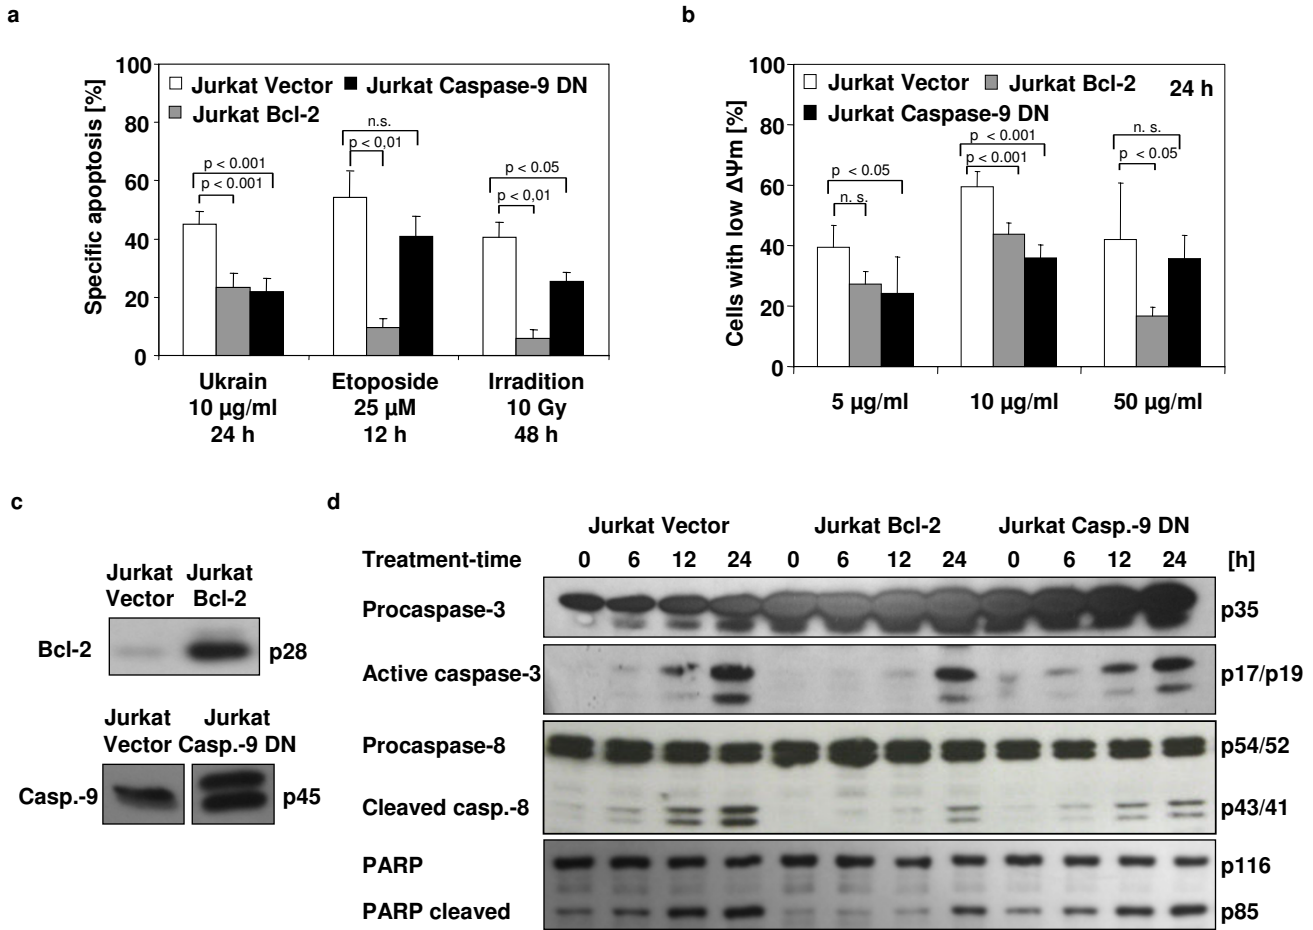 a
100
80
60
40
20
0
Specific apoptosis [%]
Jurkat Vector
Jurkat Caspase-9 DN
Jurkat Bcl-2
p < 0.001
p < 0.001
n.s.
p < 0,01
p < 0.05
p < 0,01
Ukrain
10 µg/ml
24 h
Etoposide
25 µM
12 h
Irradition
10 Gy
48 h
b
100
80
60
40
20
0
Cells with low ΔΨm [%]
Jurkat Vector
Jurkat Bcl-2
24 h
Jurkat Caspase-9 DN
p < 0.05
n. s.
p < 0.001
p < 0.001
n. s.
p < 0.05
5 µg/ml
10 µg/ml
50 µg/ml
c
Jurkat Vector
Jurkat Bcl-2
Bcl-2
p28
Jurkat Vector
Jurkat Casp.-9 DN
Casp.-9
p45
d
Jurkat Vector
Jurkat Bcl-2
Jurkat Casp.-9 DN
Treatment-time 0 6 12 24 0 6 12 24 0 6 12 24 [h]
Procaspase-3
p35
Active caspase-3
p17/p19
Procaspase-8
p54/52
Cleaved casp.-8
p43/41
PARP
p116
PARP cleaved
p85